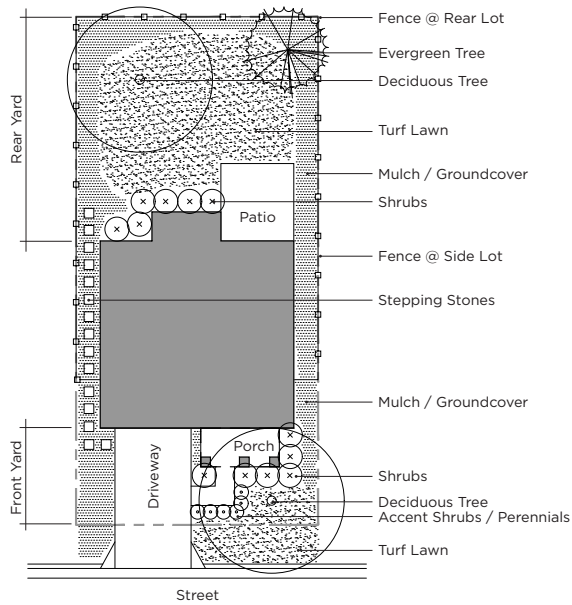 Fence @ Rear Lot
Evergreen Tree
Deciduous Tree
Rear Yard
Turf Lawn
Mulch / Groundcover
Shrubs
Patio
Fence @ Side Lot
Stepping Stones
Mulch / Groundcover
Front Yard
Driveway
Porch
Shrubs
Deciduous Tree
Accent Shrubs / Perennials
Turf Lawn
Street